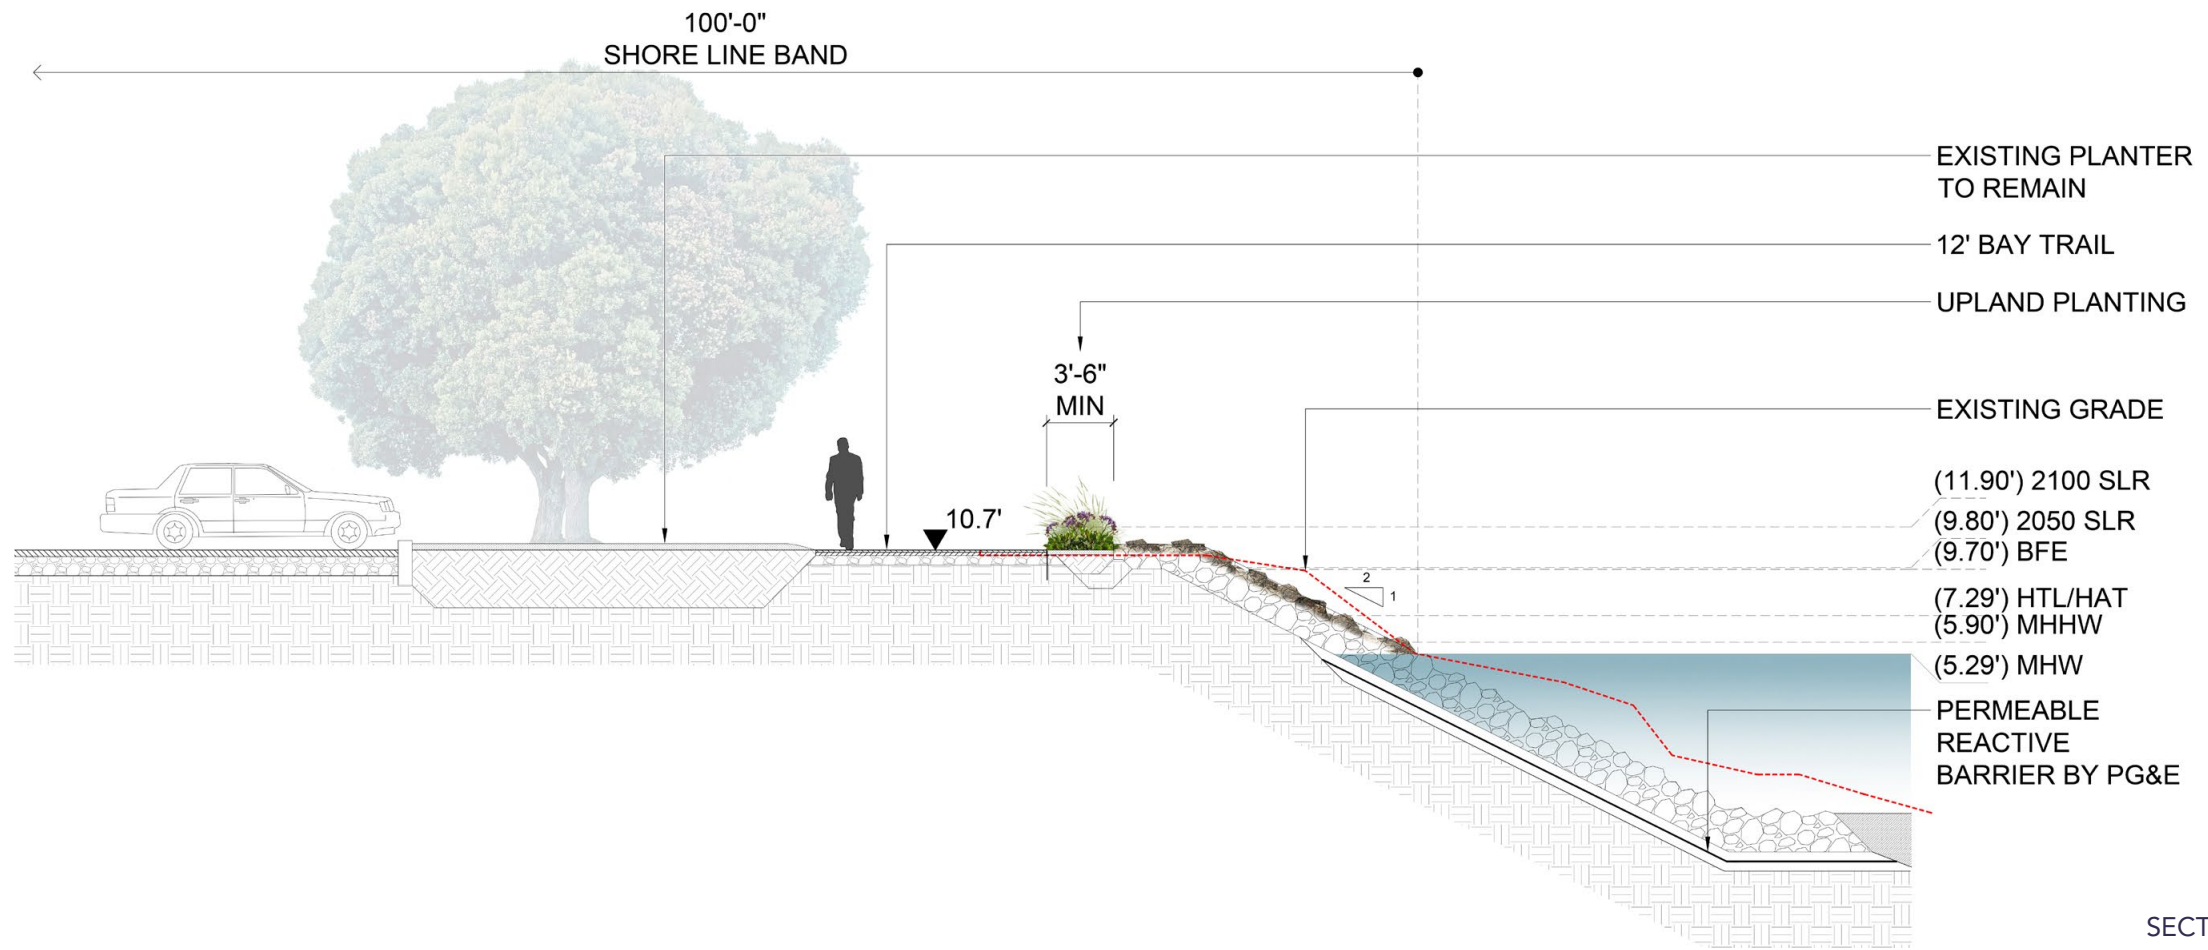 100'-0"
SHORE LINE BAND
EXISTING PLANTER
TO REMAIN
12' BAY TRAIL
UPLAND PLANTING
3'-6"
MIN
EXISTING GRADE
(11.90') 2100 SLR
(9.80') 2050 SLR
10.7'
(9.70') BFE
2
1
(7.29') HTL/HAT
(5.90') MHHW
(5.29') MHW
PERMEABLE
REACTIVE
BARRIER BY PG&E
SECT